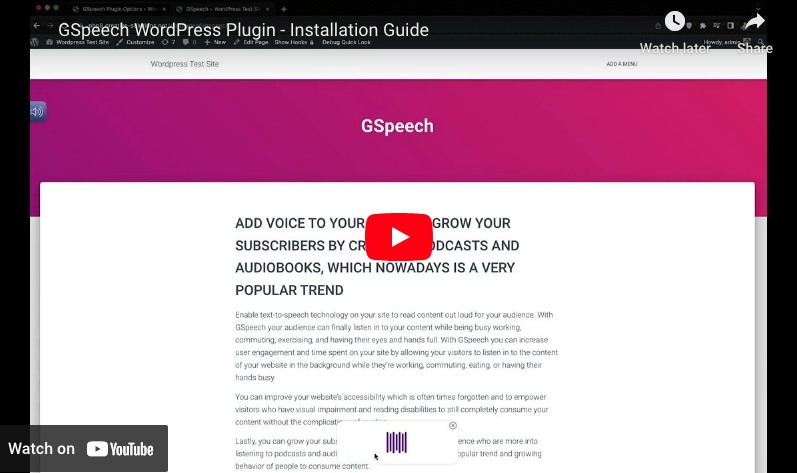 GSpeech Plugin Options
GSpeech – WordPress Test Sit
GSpeech WordPress Plugin - Installation Guide
Watch later
Share
Wordpress Test Site
Customize
7
0
New
Edit Page
Show Hooks
Debug Quick Look
Howdy, admin
Wordpress Test Site
ADD A MENU
GSpeech
ADD VOICE TO YOUR GROW YOUR
SUBSCRIBERS BY CR ODCASTS AND
AUDIOBOOKS, WHICH NOWADAYS IS A VERY
POPULAR TREND
Enable text-to-speech technology on your site to read content out loud for your audience. With
GSpeech your audience can finally listen in to your content while being busy working,
commuting, exercising, and having their eyes and hands full. With GSpeech you can increase
user engagement and time spent on your site by allowing your visitors to listen in to the content
of your website in the background while they're working, commuting, eating, or having their
hands busy.
You can improve your website's accessibility which is often times forgotten and to empower
visitors who have visual impairment and reading disabilities to still completely consume your
content without the complications of
Lastly, you can grow your subs ence who are more into
listening to podcasts and audi opular trend and growing
behavior of people to consume content.
Watch on YouTube